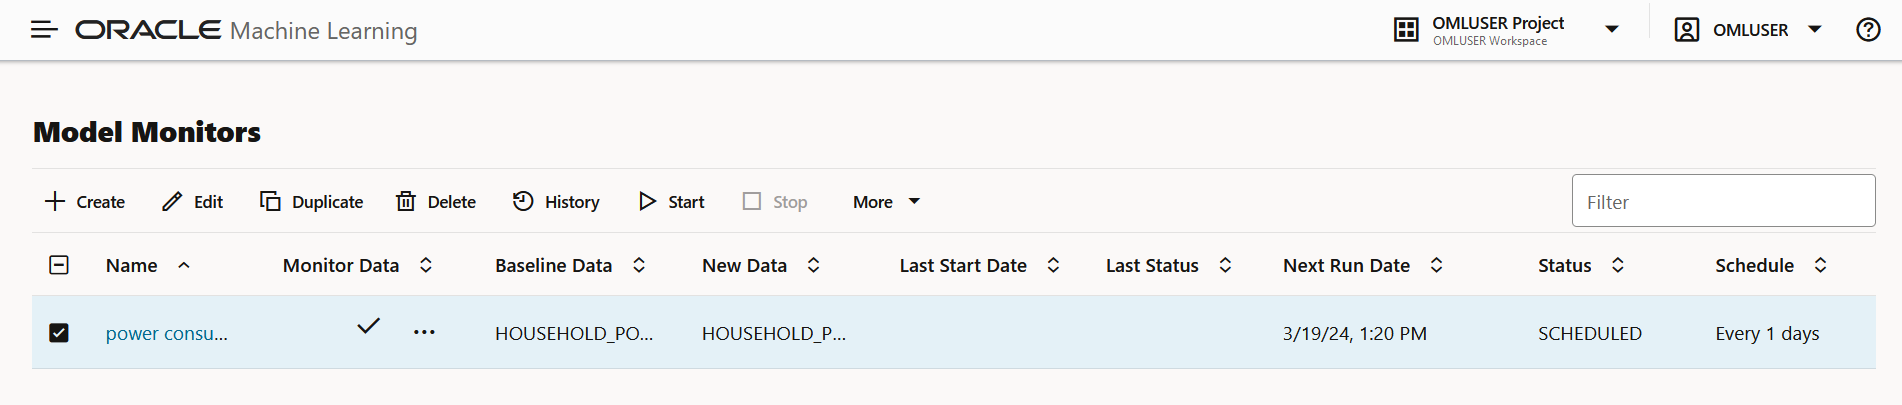 ORACLE Machine Learning
OMLUSER Project
OMLUSER Workspace
OMLUSER
Model Monitors
Create Edit Duplicate Delete History Start Stop More Filter
Name Monitor Data Baseline Data New Data Last Start Date Last Status Next Run Date Status Schedule
power consu... ... HOUSEHOLD_PO... HOUSEHOLD_P... 3/19/24, 1:20 PM SCHEDULED Every 1 days